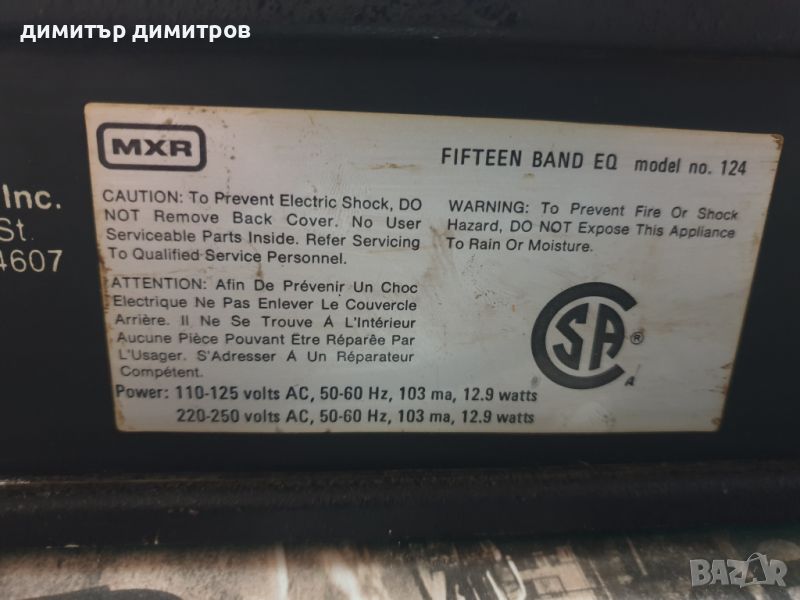 димитър димитров
Inc.
St.
4607
MXR
FIFTEEN BAND EQ model no. 124
CAUTION: To Prevent Electric Shock, DO
NOT Remove Back Cover. No User
Serviceable Parts Inside. Refer Servicing
To Qualified Service Personnel.
WARNING: To Prevent Fire Or Shock
Hazard, DO NOT Expose This Appliance
To Rain Or Moisture.
ATTENTION: Afin De Prévenir Un Choc
Electrique Ne Pas Enlever Le Couvercle
Arrière. Il Ne Se Trouve À L'Intérieur
Aucune Pièce Pouvant Être Réparée Par
L'Usager. S'Adresser À Un Réparateur
Compétent.
CSA ®
A
Power: 110-125 volts AC, 50-60 Hz, 103 ma, 12.9 watts
220-250 volts AC, 50-60 Hz, 103 ma, 12.9 watts
BAZAR